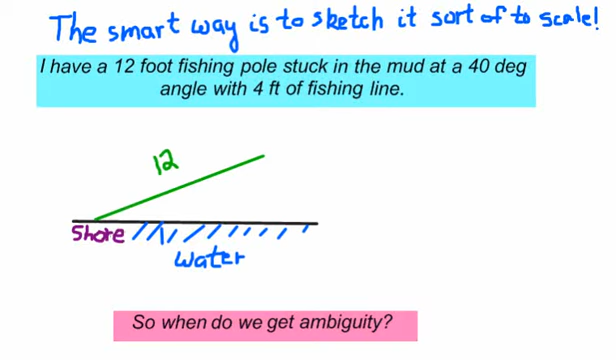 The smart way is to sketch it sort of to scale!
I have a 12 foot fishing pole stuck in the mud at a 40 deg
angle with 4 ft of fishing line.
12
Shore
Water
So when do we get ambiguity?